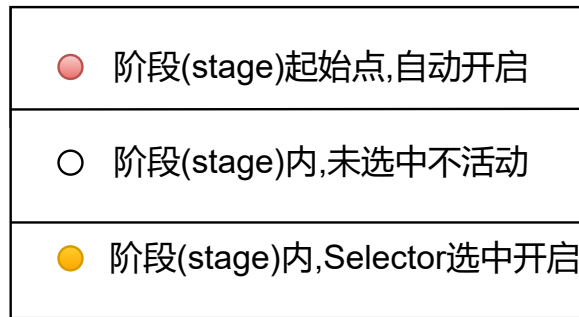 阶段(stage)起始点,自动开启
阶段(stage)内,未选中不活动
阶段(stage)内,Selector选中开启